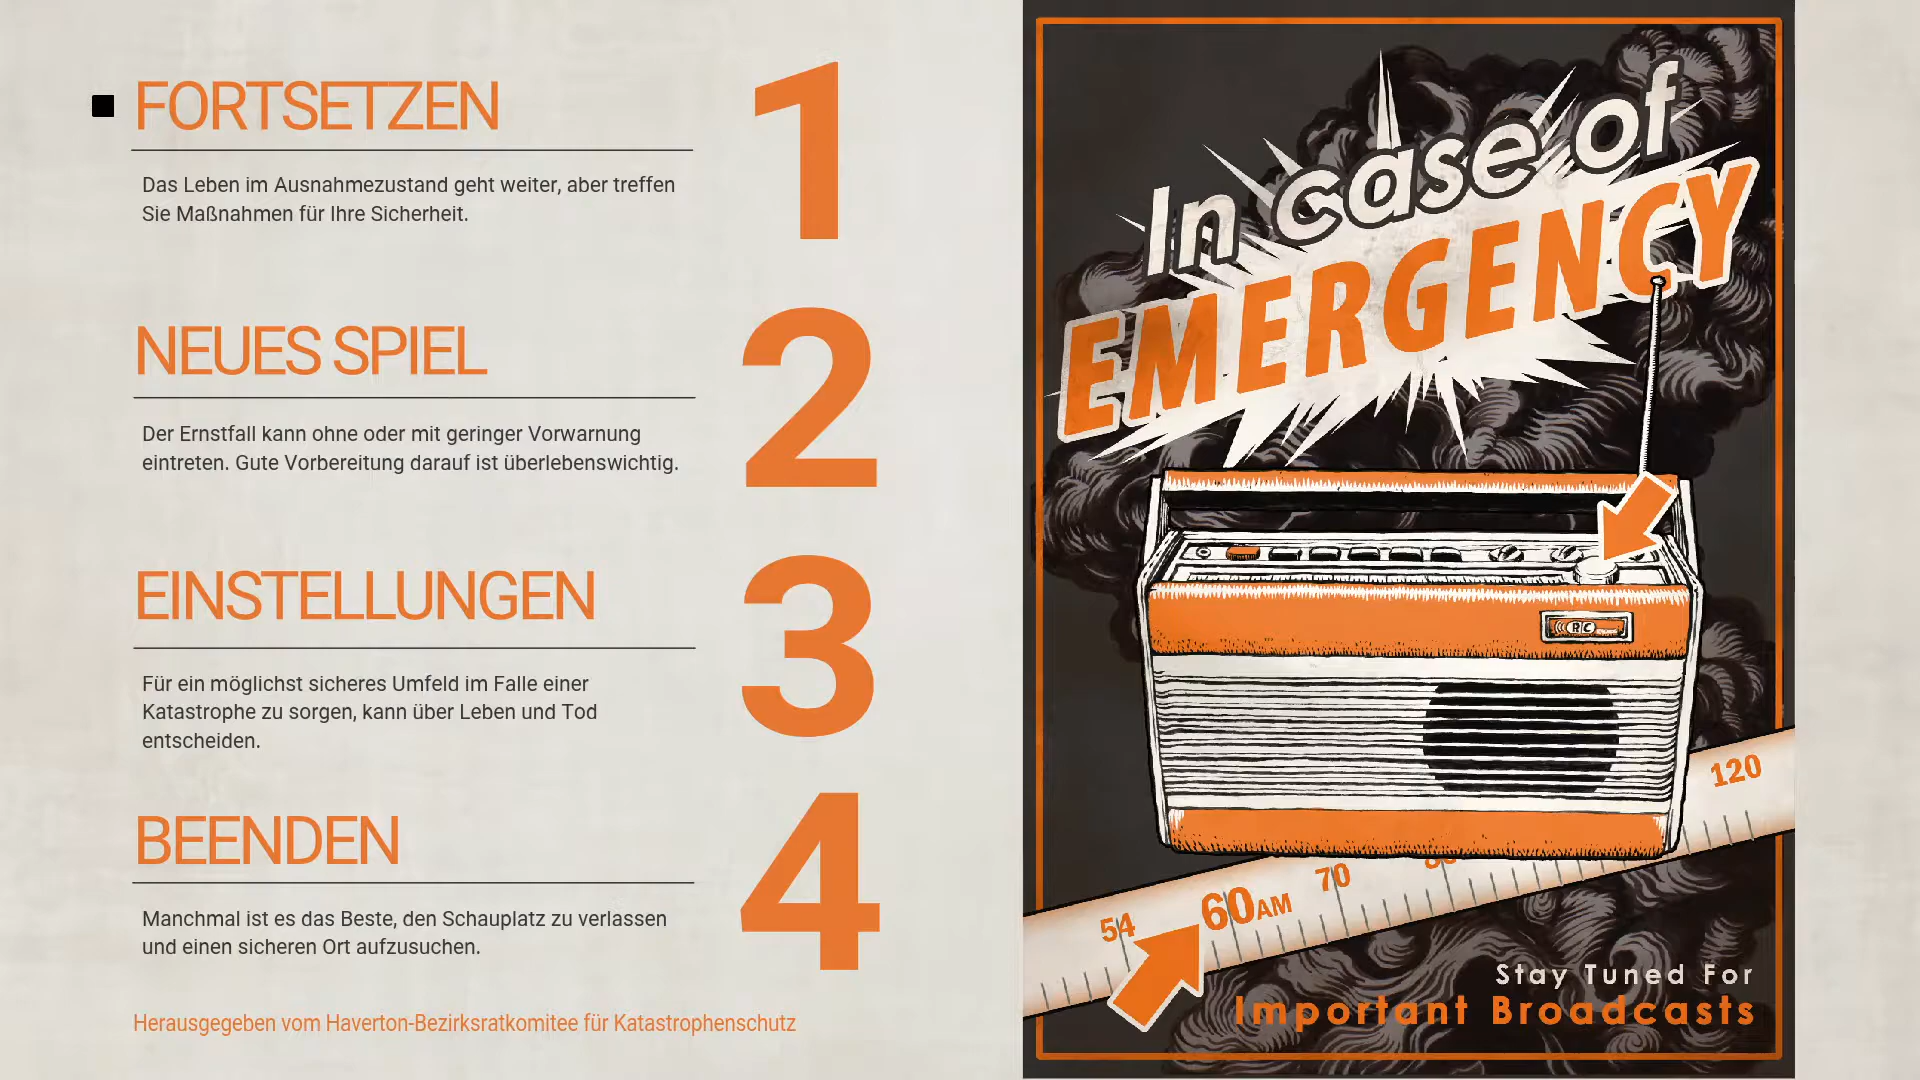 FORTSETZEN
1
Das Leben im Ausnahmezustand geht weiter, aber treffen
Sie Maßnahmen für Ihre Sicherheit.
NEUES SPIEL
2
Der Ernstfall kann ohne oder mit geringer Vorwarnung
eintreten. Gute Vorbereitung darauf ist überlebenswichtig.
EINSTELLUNGEN
3
Für ein möglichst sicheres Umfeld im Falle einer
Katastrophe zu sorgen, kann über Leben und Tod
entscheiden.
BEENDEN
4
Manchmal ist es das Beste, den Schauplatz zu verlassen
und einen sicheren Ort aufzusuchen.
Herausgegeben vom Haverton-Bezirksratkomitee für Katastrophenschutz
In case of
EMERGENCY
RC
54
60AM
70
120
Stay Tuned For
Important Broadcasts